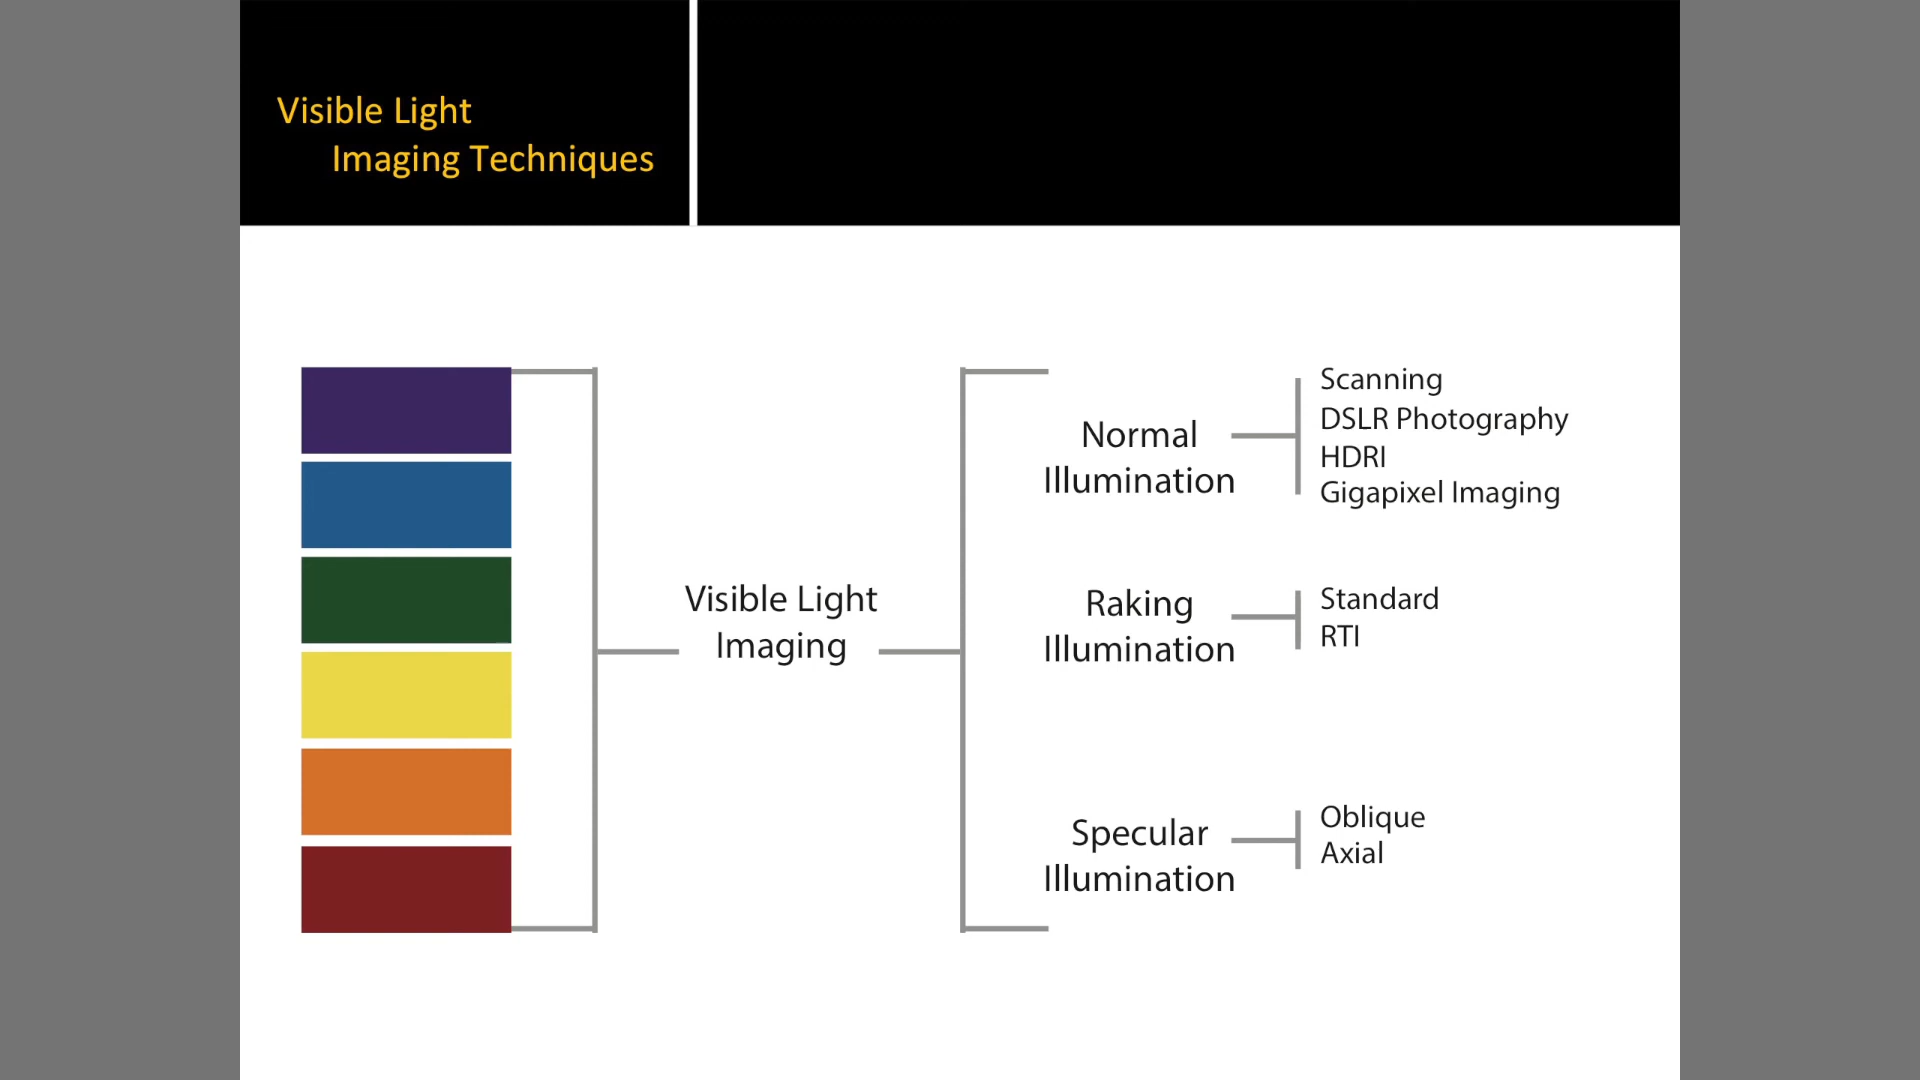 Visible Light
Imaging Techniques
Visible Light
Imaging
Normal
Illumination
Scanning
DSLR Photography
HDRI
Gigapixel Imaging
Raking
Illumination
Standard
RTI
Specular
Illumination
Oblique
Axial